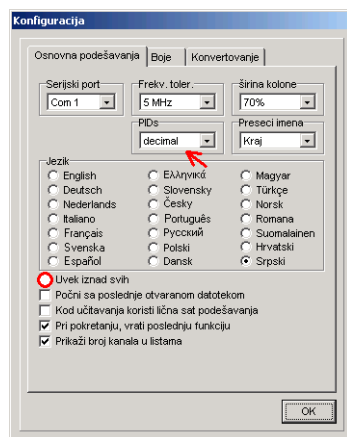 Konfiguracija
Osnovna podešavanja Boje Konvertovanje
Serijski port Frekv. toler. širina kolone
Com 1 5 MHz 70%
PIDs Preseci imena
decimal Kraj
Jezik
English Ελληνικά Magyar
Deutsch Slovensky Türkçe
Nederlands Česky Norsk
Italiano Português Romana
Français Русский Suomalainen
Svenska Polski Hrvatski
Español Dansk Srpski
Uvek iznad svih
Počni sa poslednje otvaranom datotekom
Kod učitavanja koristi lična sat podešavanja
Pri pokretanju, vrati poslednju funkciju
Prikaži broj kanala u listama
OK